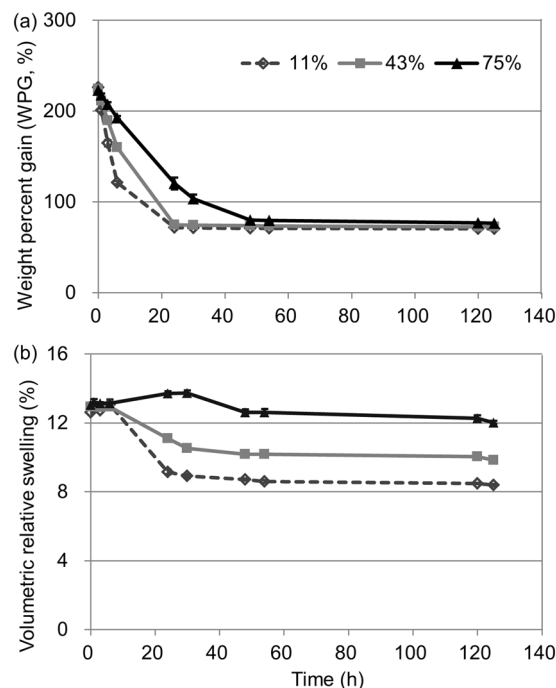 (a)
300
200
100
0
Weight percent gain (WPG, %)
11% 43% 75%
0 20 40 60 80 100 120 140
(b)
16
12
8
4
0
Volumetric relative swelling (%)
0 20 40 60 80 100 120 140
Time (h)